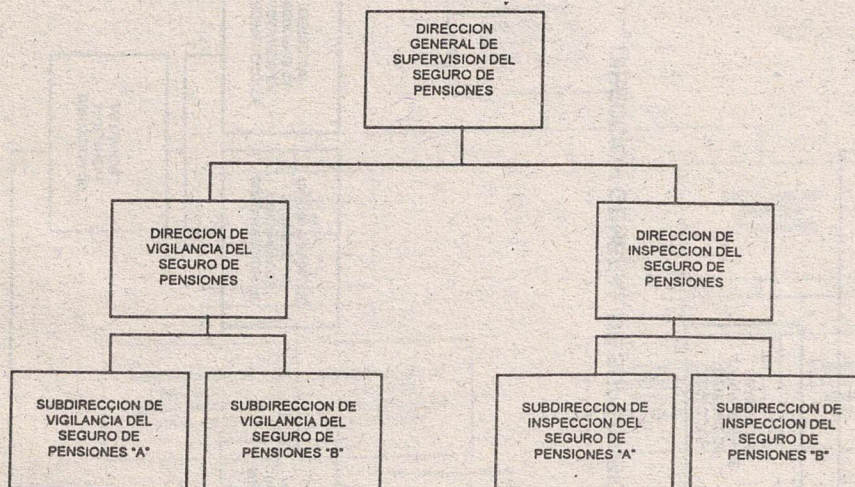 DIRECCION
GENERAL DE
SUPERVISION DEL
SEGURO DE
PENSIONES
DIRECCION DE
VIGILANCIA DEL
SEGURO DE
PENSIONES
DIRECCION DE
INSPECCION DEL
SEGURO DE
PENSIONES
SUBDIRECCION DE
VIGILANCIA DEL
SEGURO DE
PENSIONES "A"
SUBDIRECCION DE
VIGILANCIA DEL
SEGURO DE
PENSIONES "B"
SUBDIRECCION DE
INSPECCION DEL
SEGURO DE
PENSIONES "A"
SUBDIRECCION DE
INSPECCION DEL
SEGURO DE
PENSIONES "B"